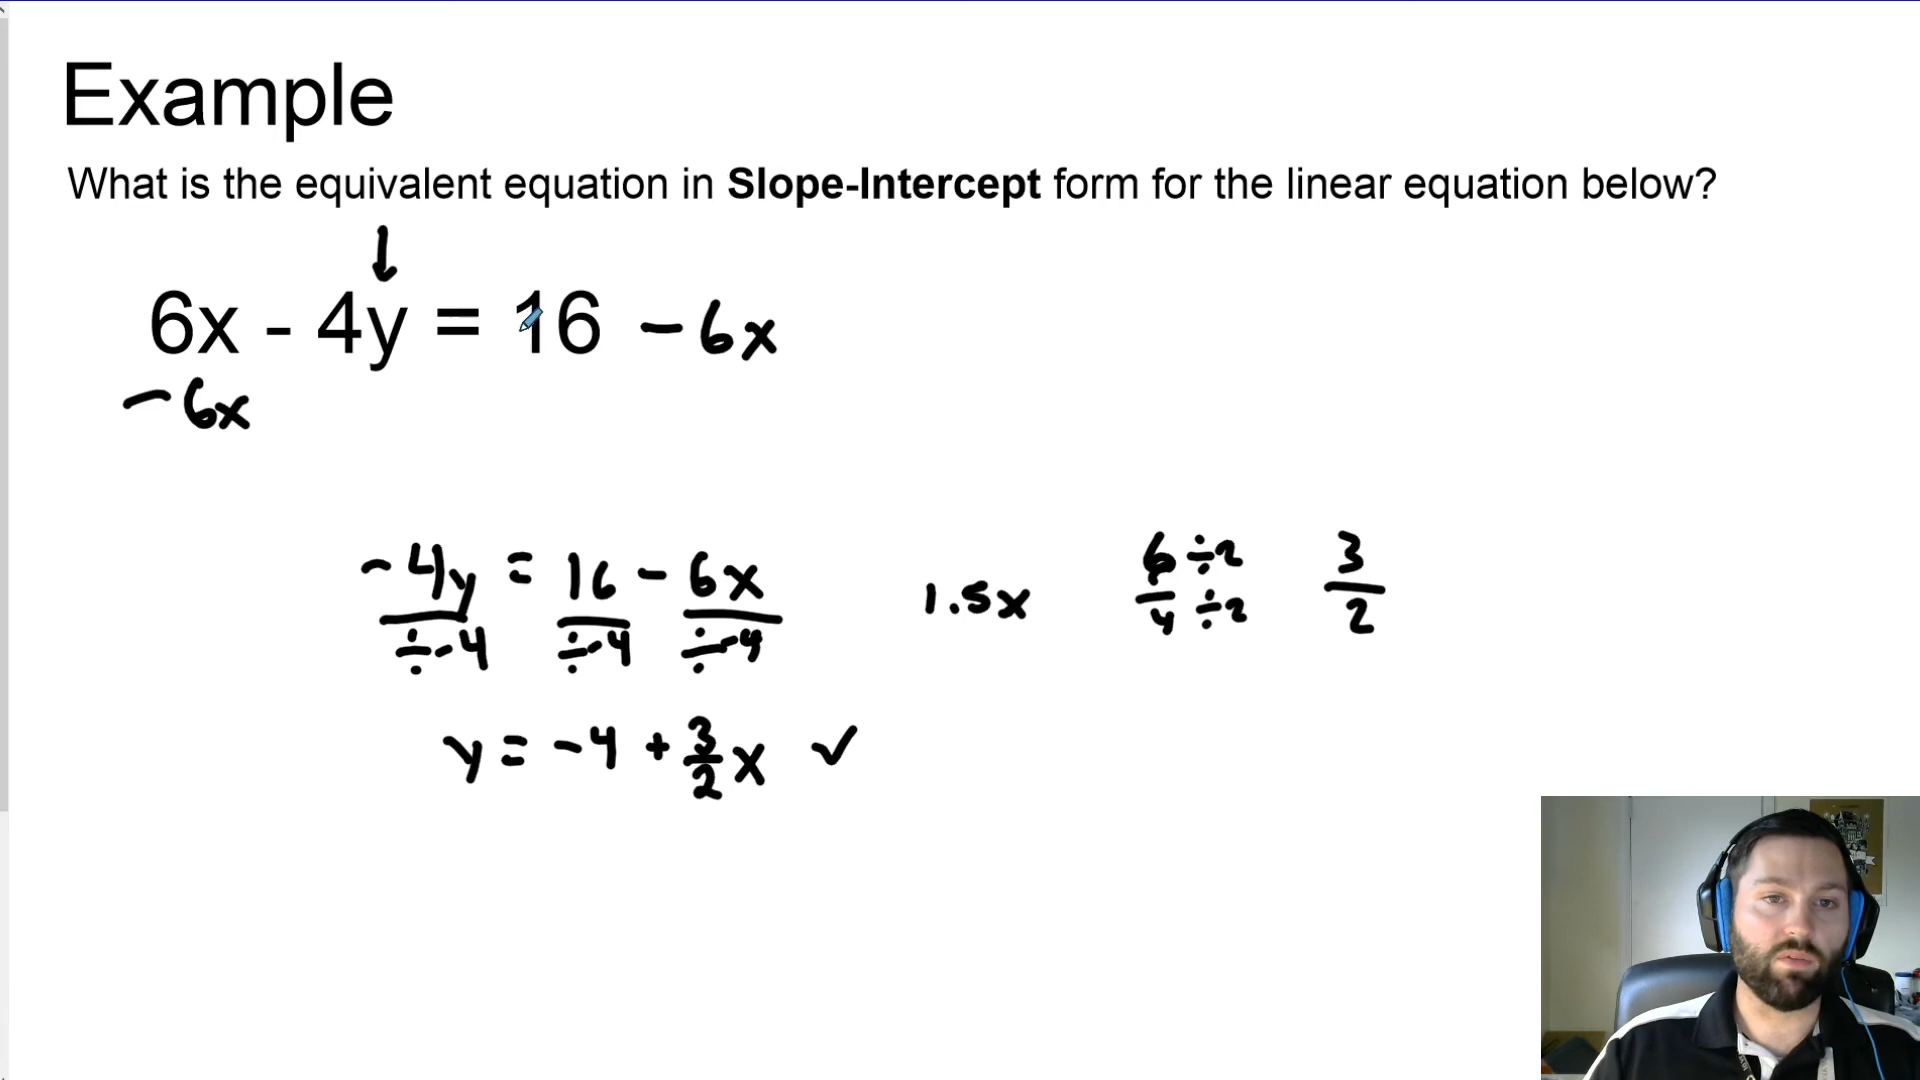 Example
What is the equivalent equation in Slope-Intercept form for the linear equation below?
6x - 4y = 16 - 6x
- 6x
-4y = 16 - 6x
÷-4 ÷-4 ÷-4
1.5x
6 ÷2
4 ÷2
3
2
y = -4 + 3/2 x ✓